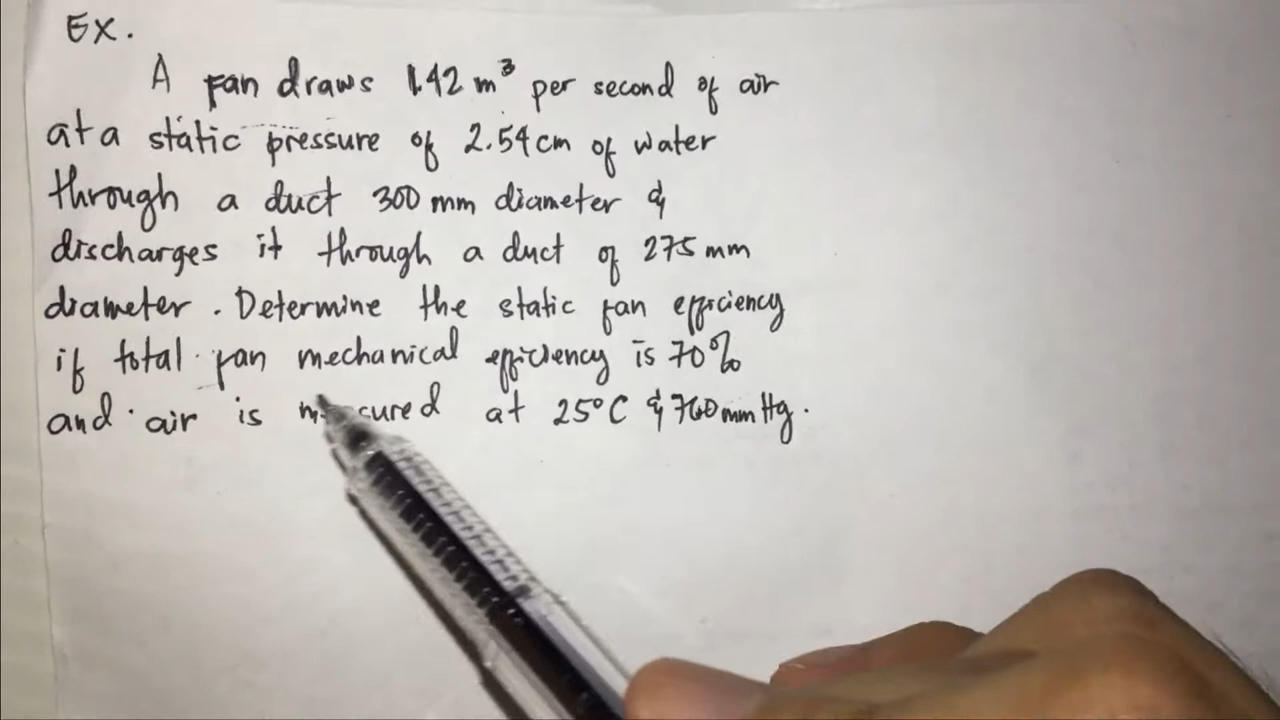 Ex.
A fan draws 1.42 m³ per second of air
at a static pressure of 2.54 cm of water
through a duct 300 mm diameter &
discharges it through a duct of 275 mm
diameter. Determine the static fan efficiency
if total fan mechanical efficiency is 70%
and air is at 25°C & 760 mm Hg.